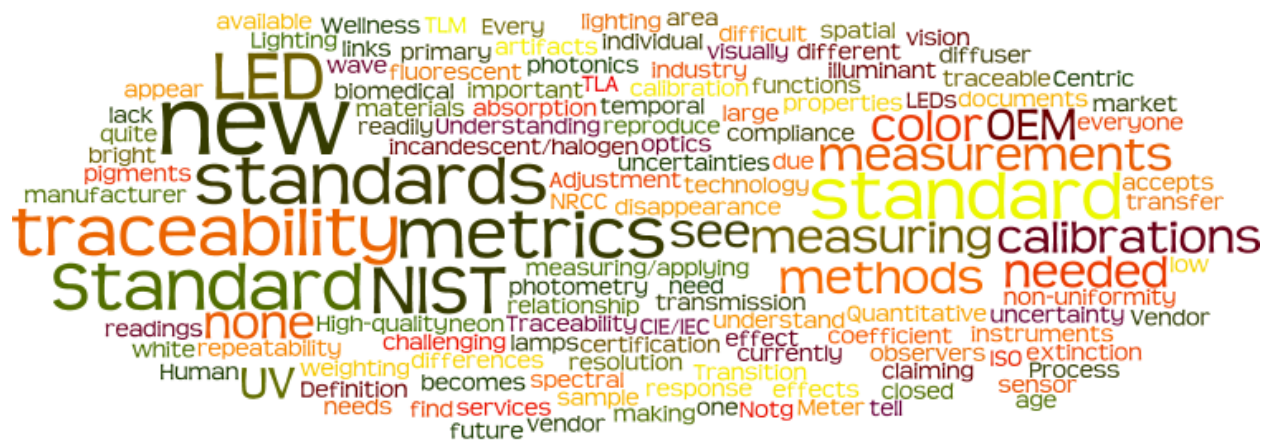 available Wellness TLM Every lighting area difficult spatial vision
Lighting links primary artifacts individual visually different diffuser
LED wave fluorescent photonics industry illuminant traceable Centric
appear biomedical important TLA calibration functions properties LEDs documents market
lack new materials absorption temporal large color OEM everyone
quite readily Understanding reproduce compliance
bright incandescent/halogen optics measurements
pigments standards uncertainties due standard accepts
manufacturer Adjustment technology transfer
NRCC disappearance
traceability metrics see measuring calibrations
Standard NIST measuring/applying methods needed low
photometry need non-uniformity
relationship transmission
readings none High-quality neon Traceability CIE/IEC understand Quantitative uncertainty Vendor
white repeatability challenging lamps certification effect coefficient instruments
Human UV weighting differences resolution currently observers ISO extinction
Definition becomes spectral Transition claiming Process
needs find services sample response effects closed sensor
future vendor making one Notg Meter tell age